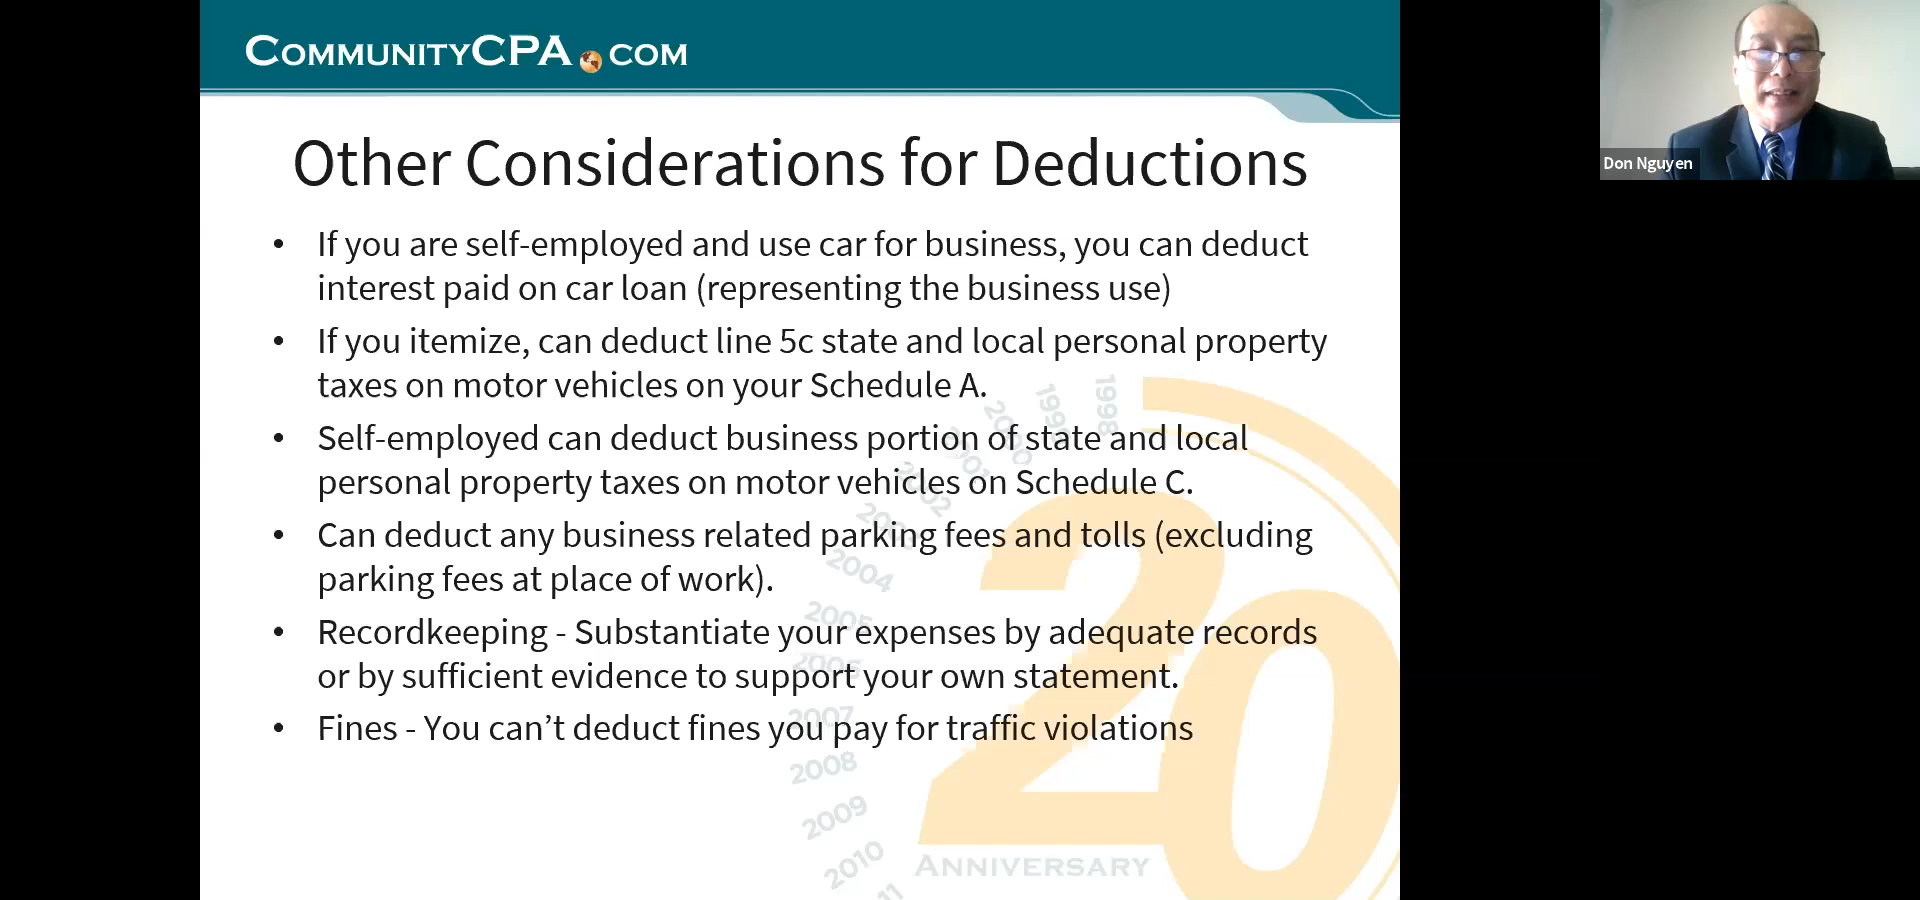 COMMUNITYCPA.COM
Don Nguyen
Other Considerations for Deductions
• If you are self-employed and use car for business, you can deduct
interest paid on car loan (representing the business use)
• If you itemize, can deduct line 5c state and local personal property
taxes on motor vehicles on your Schedule A.
• Self-employed can deduct business portion of state and local
personal property taxes on motor vehicles on Schedule C.
• Can deduct any business related parking fees and tolls (excluding
parking fees at place of work).
• Recordkeeping - Substantiate your expenses by adequate records
or by sufficient evidence to support your own statement.
• Fines - You can’t deduct fines you pay for traffic violations
1998
1999
2000
2001
2002
2003
2004
2005
2006
2007
2008
2009
2010
11
20
ANNIVERSARY